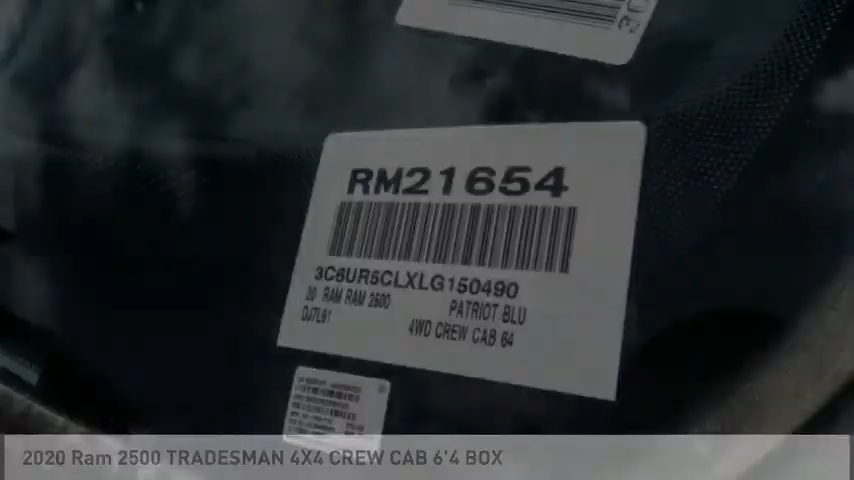 RM21654
3C6UR5CLXLG150490
20 RAM RAM 2500
PATRIOT BLU
DJ7L91
4WD CREW CAB 64
2020 Ram 2500 TRADESMAN 4X4 CREW CAB 6'4 BOX